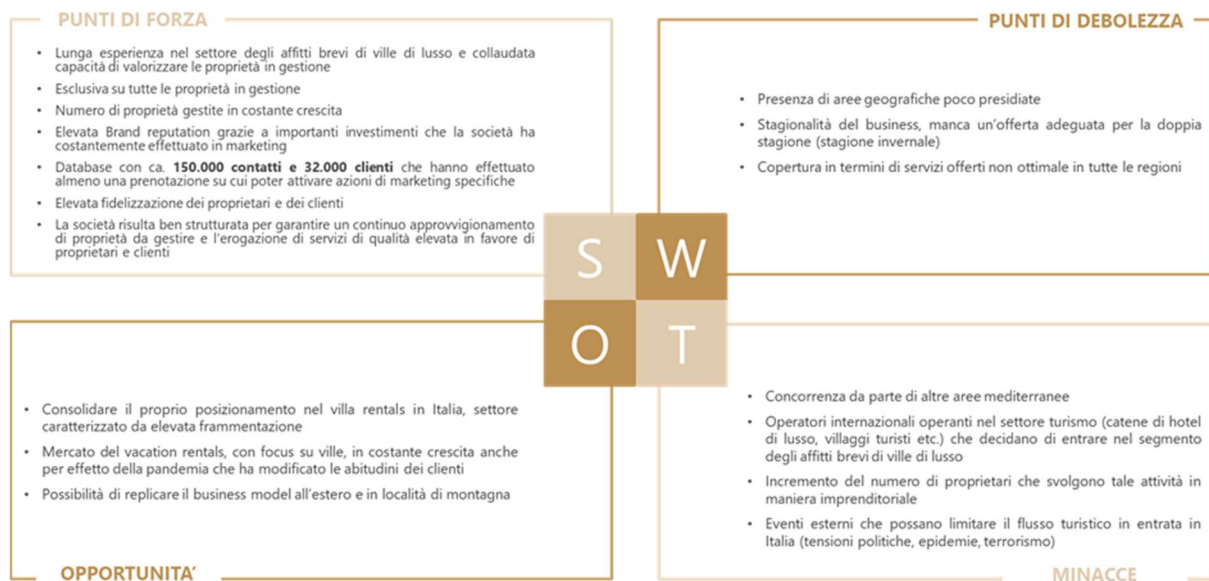 PUNTI DI FORZA
• Lunga esperienza nel settore degli affitti brevi di ville di lusso e collaudata
capacità di valorizzare le proprietà in gestione
• Esclusiva su tutte le proprietà in gestione
• Numero di proprietà gestite in costante crescita
• Elevata Brand reputation grazie a importanti investimenti che la società ha
costantemente effettuato in marketing
• Database con ca. 150.000 contatti e 32.000 clienti che hanno effettuato
almeno una prenotazione su cui poter attivare azioni di marketing specifiche
• Elevata fidelizzazione dei proprietari e dei clienti
• La società risulta ben strutturata per garantire un continuo approvvigionamento
di proprietà da gestire e l'erogazione di servizi di qualità elevata in favore di
proprietari e clienti
PUNTI DI DEBOLEZZA
• Presenza di aree geografiche poco presidiate
• Stagionalità del business, manca un'offerta adeguata per la doppia
stagione (stagione invernale)
• Copertura in termini di servizi offerti non ottimale in tutte le regioni
S W
O T
• Consolidare il proprio posizionamento nel villa rentals in Italia, settore
caratterizzato da elevata frammentazione
• Mercato del vacation rentals, con focus su ville, in costante crescita anche
per effetto della pandemia che ha modificato le abitudini dei clienti
• Possibilità di replicare il business model all'estero e in località di montagna
OPPORTUNITA'
• Concorrenza da parte di altre aree mediterranee
• Operatori internazionali operanti nel settore turismo (catene di hotel
di lusso, villaggi turisti etc.) che decidano di entrare nel segmento
degli affitti brevi di ville di lusso
• Incremento del numero di proprietari che svolgono tale attività in
maniera imprenditoriale
• Eventi esterni che possano limitare il flusso turistico in entrata in
Italia (tensioni politiche, epidemie, terrorismo)
MINACCE